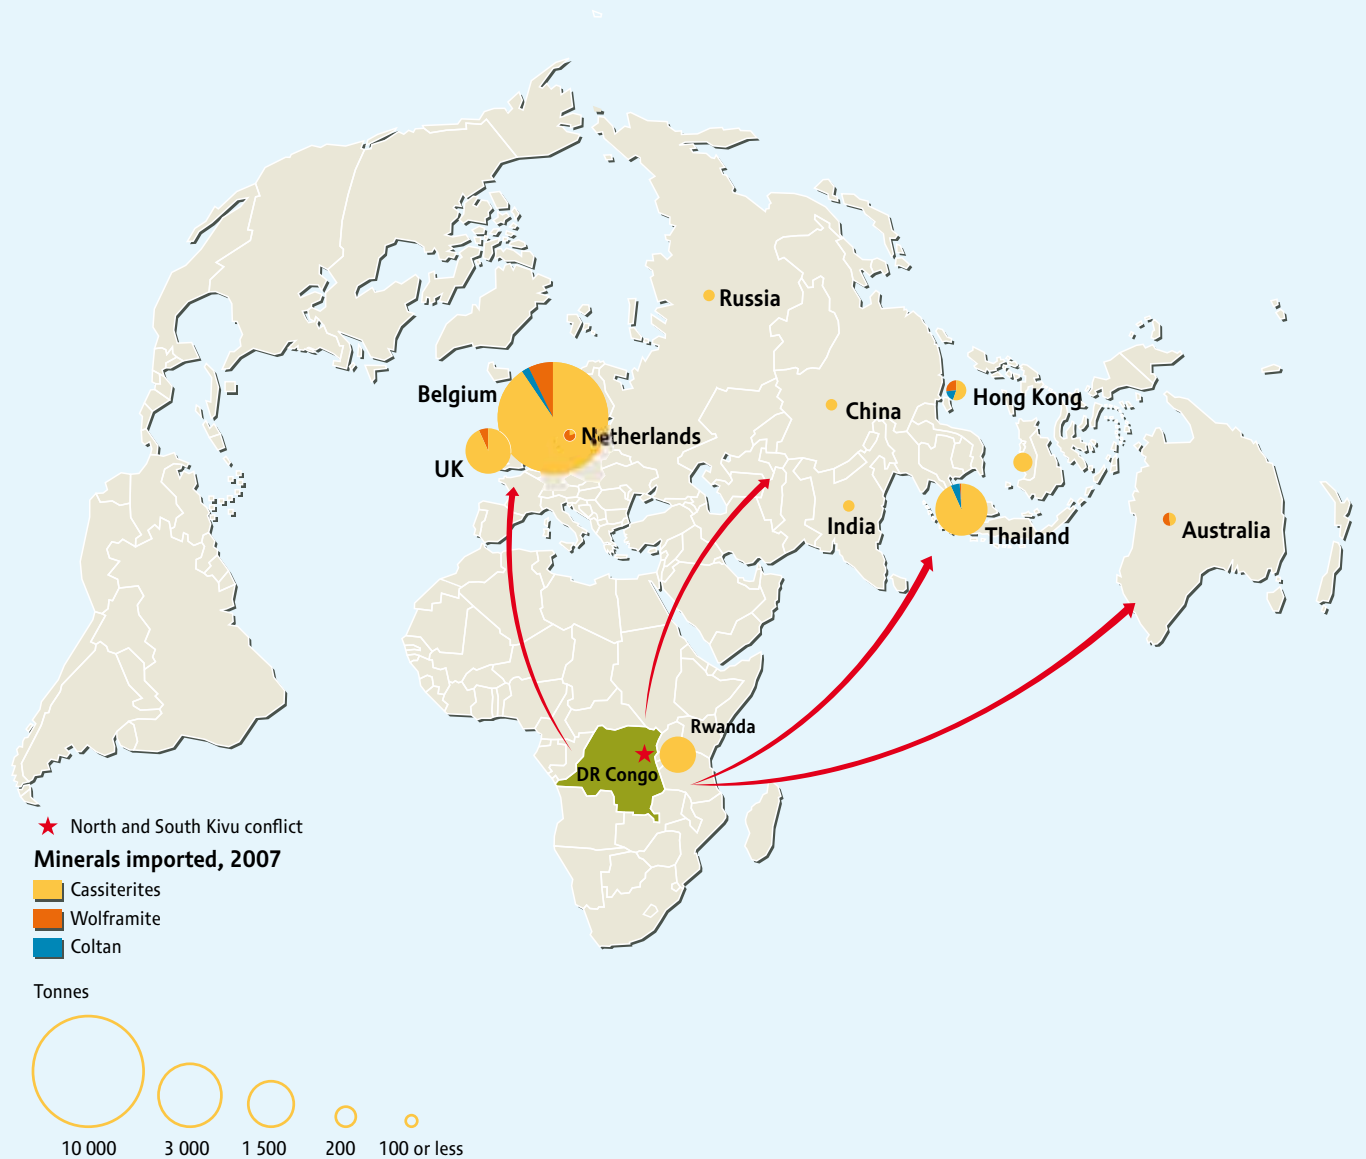 Russia
Belgium
China
Hong Kong
Netherlands
UK
India
Thailand
Australia
Rwanda
DR Congo
North and South Kivu conflict
Minerals imported, 2007
Cassiterites
Wolframite
Coltan
Tonnes
10 000 3 000 1 500 200 100 or less